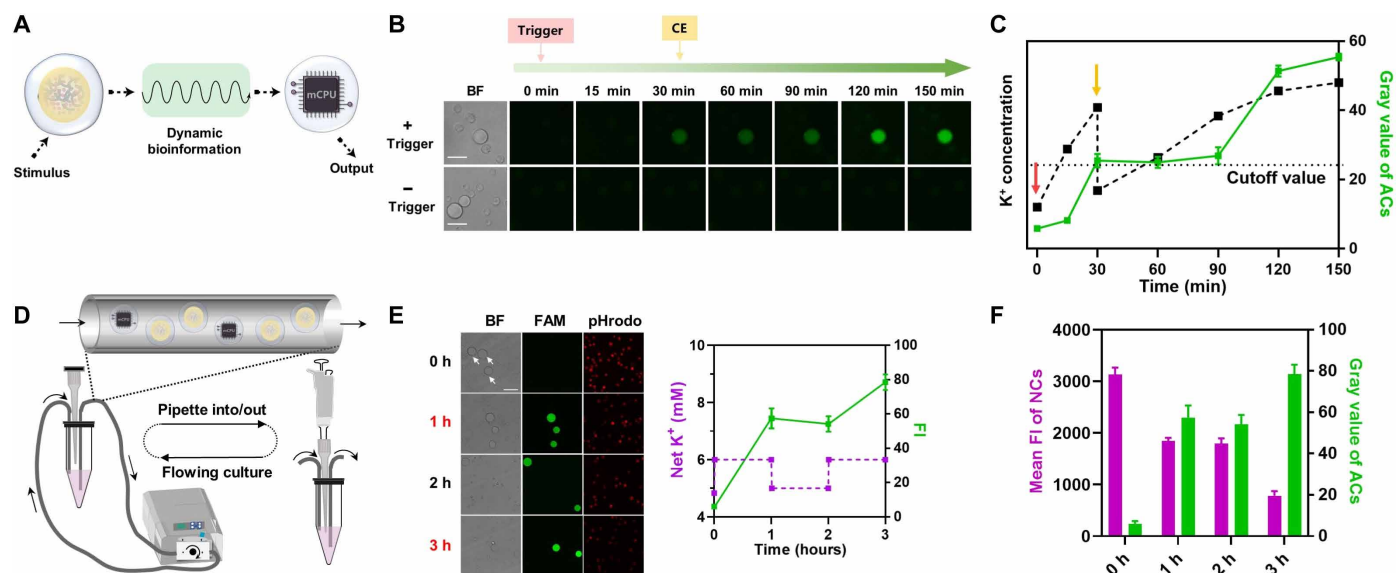 A
mCPU
Dynamic
bioinformation
Stimulus
Output
B
Trigger
CE
BF
0 min
15 min
30 min
60 min
90 min
120 min
150 min
+
Trigger
−
Trigger
C
K+ concentration
Gray value of ACs
60
40
20
0
Cutoff value
0
30
60
90
120
150
Time (min)
D
mCPU
mCPU
Pipette into/out
Flowing culture
E
BF
FAM
pHrodo
0 h
1 h
2 h
3 h
Net K+ (mM)
10
8
6
4
100
80
60
40
20
0
FI
0
1
2
3
Time (hours)
F
Mean FI of NCs
4000
3000
2000
1000
0
100
80
60
40
20
0
Gray value of ACs
0 h
1 h
2 h
3 h